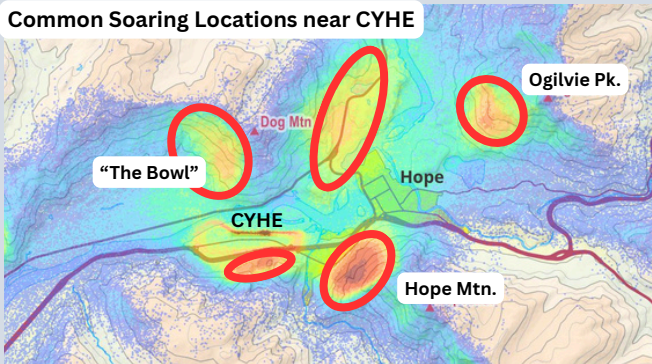 Common Soaring Locations near CYHE
Ogilvie Pk.
Dog Mtn
“The Bowl”
Hope
CYHE
Hope Mtn.